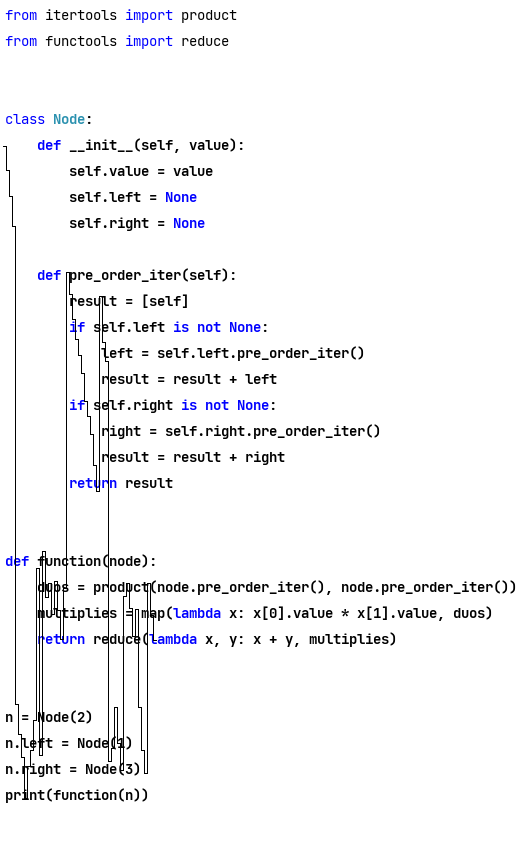 from itertools import product
from functools import reduce
class Node:
    def __init__(self, value):
        self.value = value
        self.left = None
        self.right = None
    def pre_order_iter(self):
        result = [self]
        if self.left is not None:
            left = self.left.pre_order_iter()
            result = result + left
        if self.right is not None:
            right = self.right.pre_order_iter()
            result = result + right
        return result
def function(node):
    duos = product(node.pre_order_iter(), node.pre_order_iter())
    multiplies = map(lambda x: x[0].value * x[1].value, duos)
    return reduce(lambda x, y: x + y, multiplies)
n = Node(2)
n.left = Node(1)
n.right = Node(3)
print(function(n))